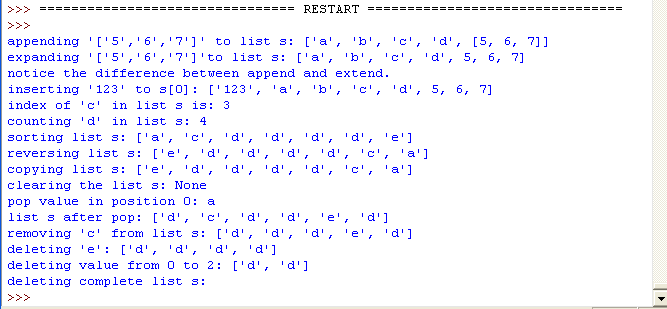 >>> ================================ RESTART ================================
>>>
appending '['5','6','7']' to list s: ['a', 'b', 'c', 'd', [5, 6, 7]]
expanding '['5','6','7']'to list s: ['a', 'b', 'c', 'd', 5, 6, 7]
notice the difference between append and extend.
inserting '123' to s[0]: ['123', 'a', 'b', 'c', 'd', 5, 6, 7]
index of 'c' in list s is: 3
counting 'd' in list s: 4
sorting list s: ['a', 'c', 'd', 'd', 'd', 'd', 'e']
reversing list s: ['e', 'd', 'd', 'd', 'd', 'c', 'a']
copying list s: ['e', 'd', 'd', 'd', 'd', 'c', 'a']
clearing the list s: None
pop value in position 0: a
list s after pop: ['d', 'c', 'd', 'd', 'e', 'd']
removing 'c' from list s: ['d', 'd', 'd', 'e', 'd']
deleting 'e': ['d', 'd', 'd', 'd']
deleting value from 0 to 2: ['d', 'd']
deleting complete list s:
>>>